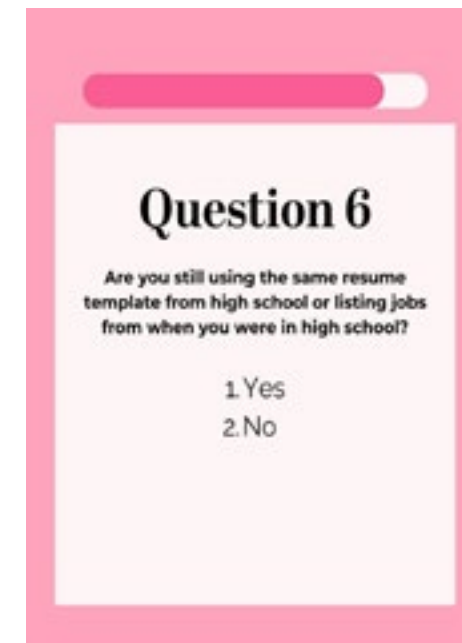 Question 6
Are you still using the same resume
template from high school or listing jobs
from when you were in high school?
1. Yes
2. No